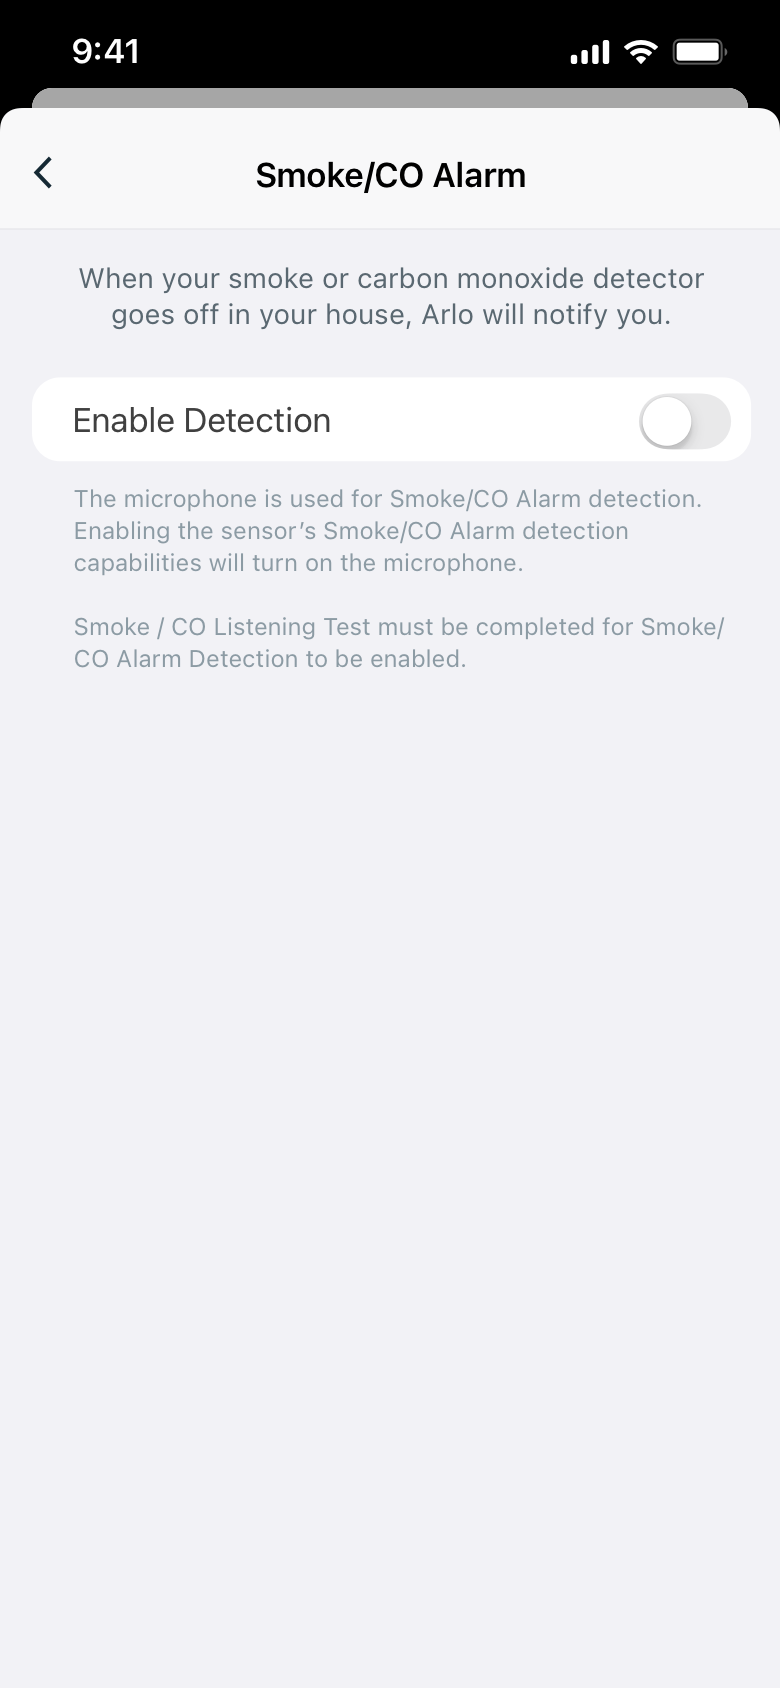 9:41
Smoke/CO Alarm
When your smoke or carbon monoxide detector
goes off in your house, Arlo will notify you.
Enable Detection
The microphone is used for Smoke/CO Alarm detection.
Enabling the sensor’s Smoke/CO Alarm detection
capabilities will turn on the microphone.
Smoke / CO Listening Test must be completed for Smoke/
CO Alarm Detection to be enabled.